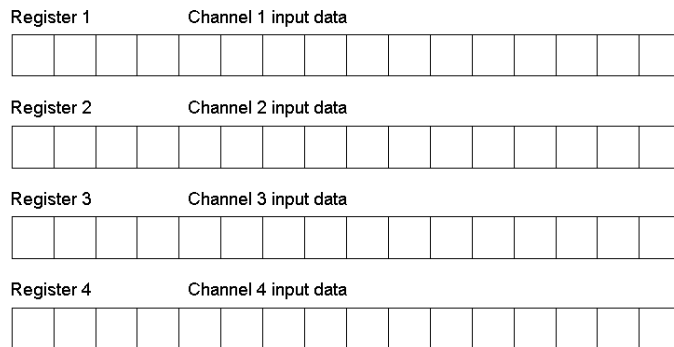 Register 1 Channel 1 input data
Register 2 Channel 2 input data
Register 3 Channel 3 input data
Register 4 Channel 4 input data